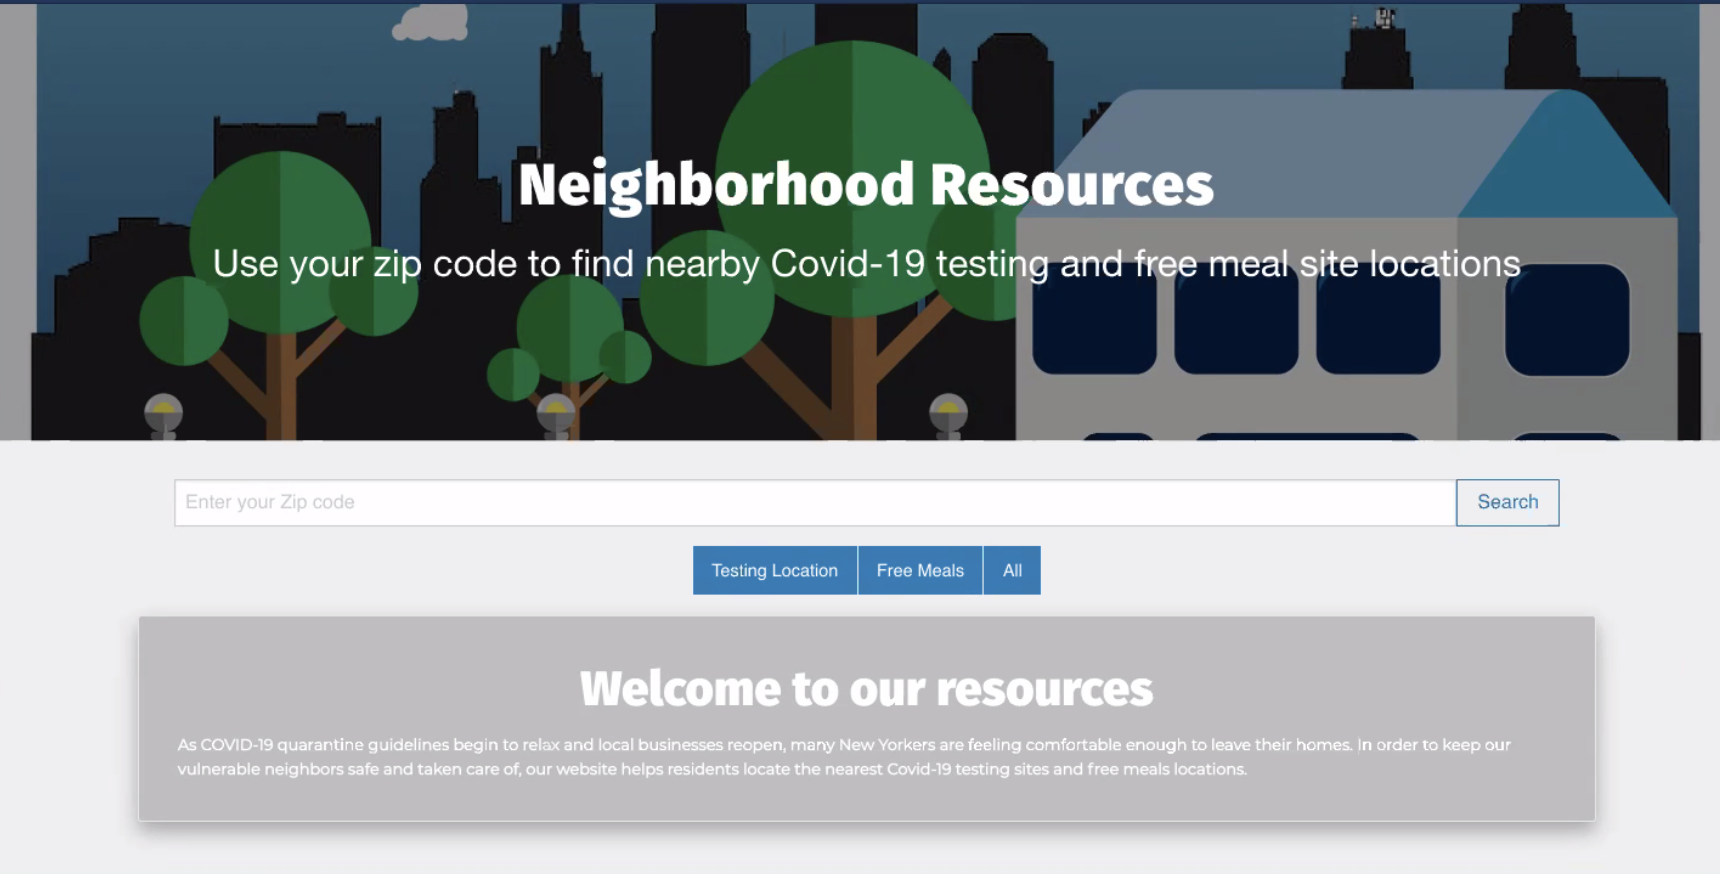 Neighborhood Resources
Use your zip code to find nearby Covid-19 testing and free meal site locations
Enter your Zip code
Search
Testing Location
Free Meals
All
Welcome to our resources
As COVID-19 quarantine guidelines begin to relax and local businesses reopen, many New Yorkers are feeling comfortable enough to leave their homes. In order to keep our
vulnerable neighbors safe and taken care of, our website helps residents locate the nearest Covid-19 testing sites and free meals locations.